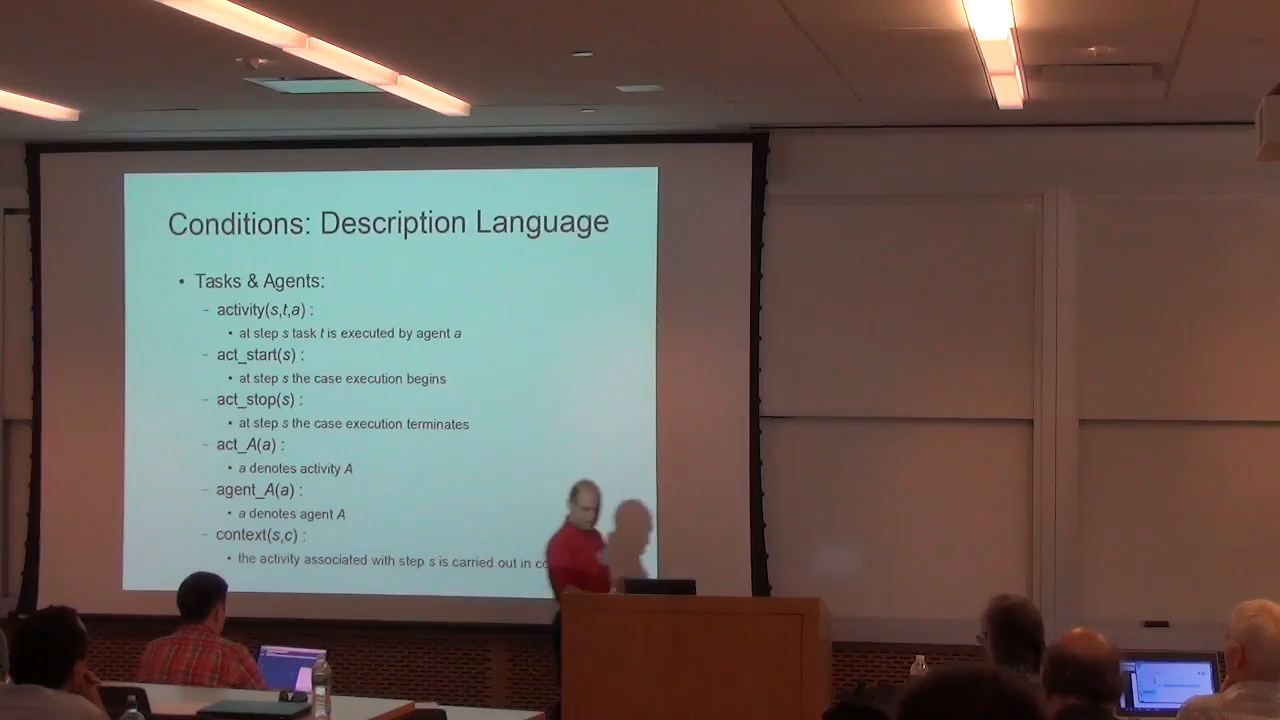 Conditions: Description Language
• Tasks & Agents:
– activity(s,t,a) :
• at step s task t is executed by agent a
– act_start(s) :
• at step s the case execution begins
– act_stop(s) :
• at step s the case execution terminates
– act_A(a) :
• a denotes activity A
– agent_A(a) :
• a denotes agent A
– context(s,c) :
• the activity associated with step s is carried out in